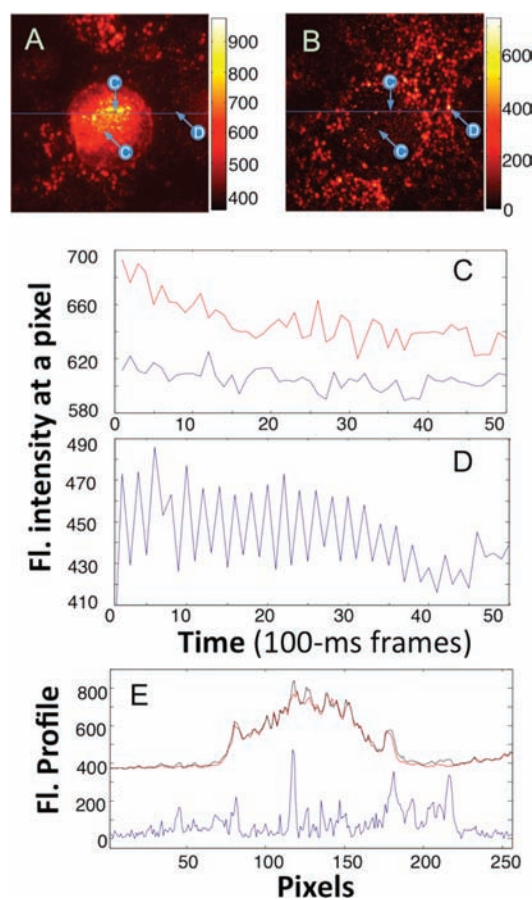 A
B
C
C
D
C
C
D
900
800
700
600
500
400
600
400
200
0
Fl. intensity at a pixel
700
660
620
580
C
0 10 20 30 40 50
490
470
450
430
410
D
0 10 20 30 40 50
Time (100-ms frames)
Fl. Profile
E
800
600
400
200
0
50 100 150 200 250
Pixels